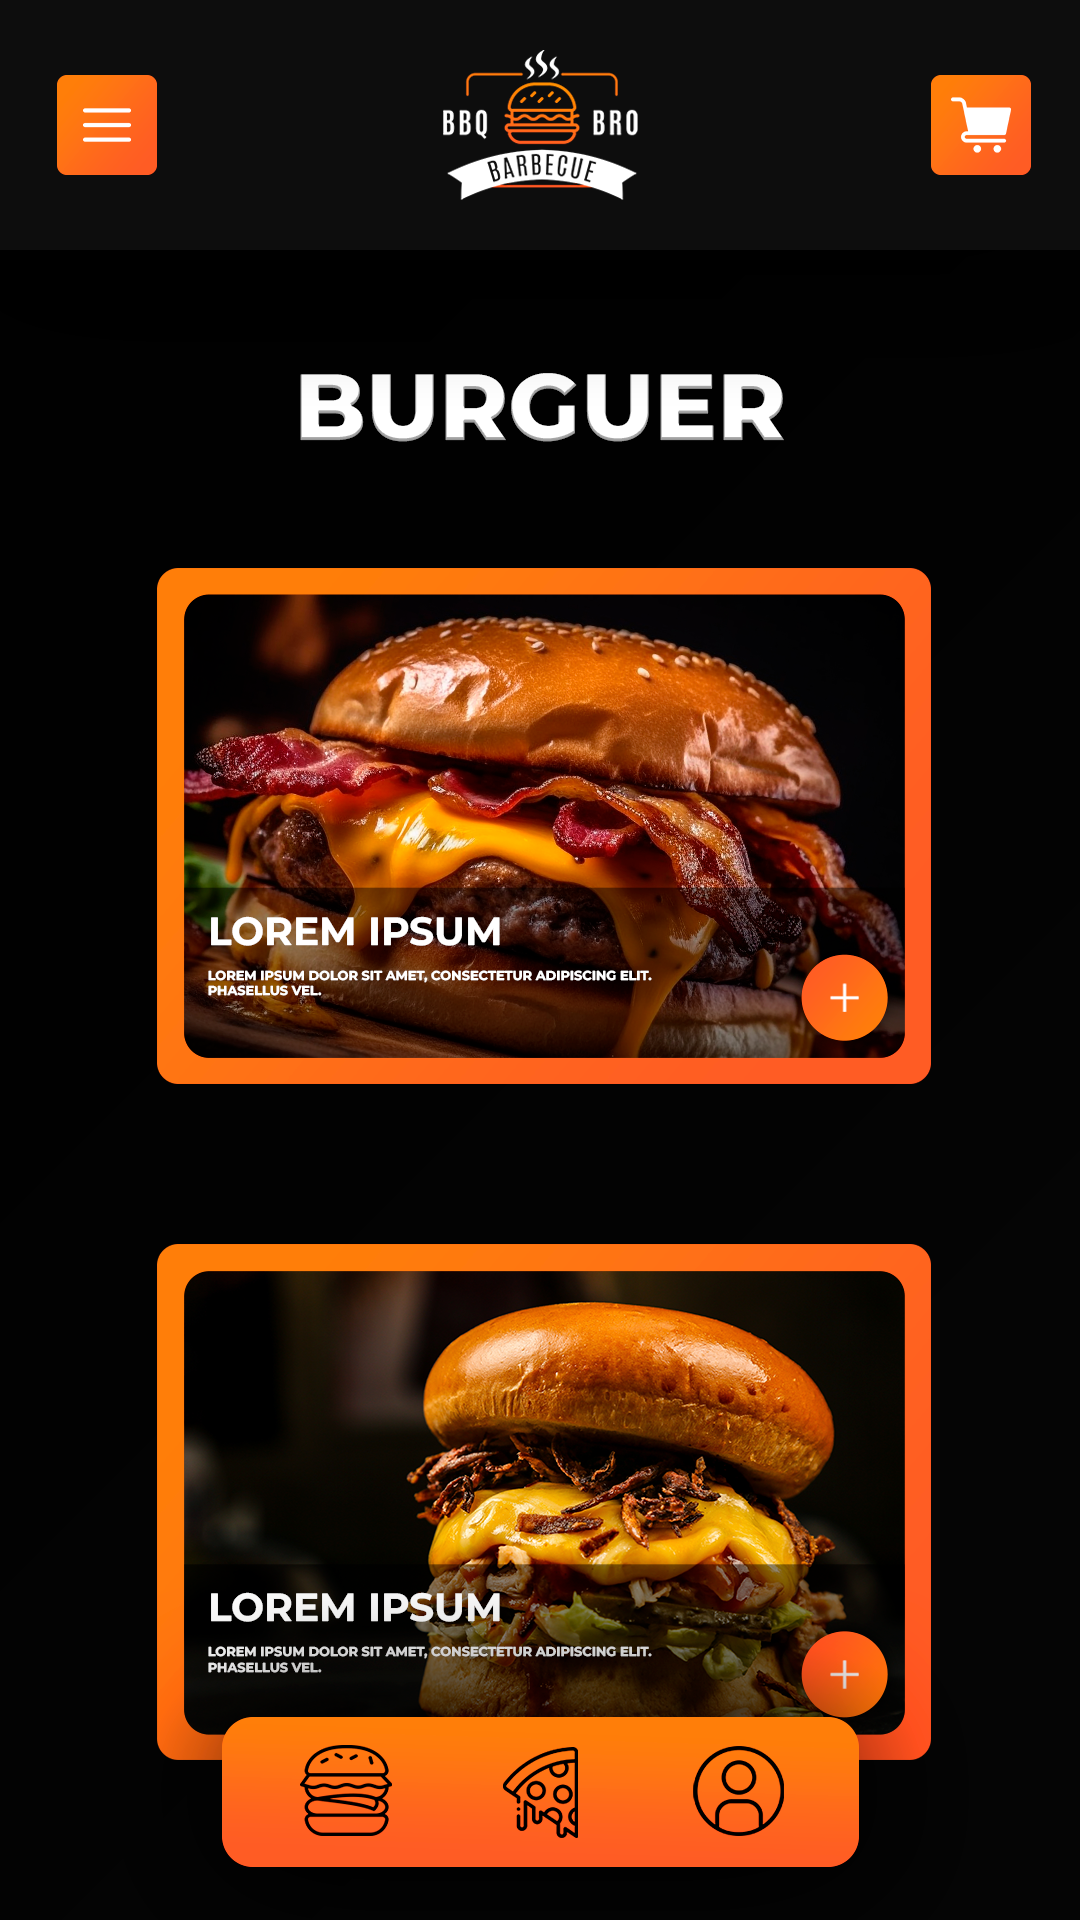 BBQ BRO
BARBECUE
BURGUER
LOREM IPSUM
LOREM IPSUM DOLOR SIT AMET, CONSECTETUR ADIPISCING ELIT.
PHASELLUS VEL.
LOREM IPSUM
LOREM IPSUM DOLOR SIT AMET, CONSECTETUR ADIPISCING ELIT.
PHASELLUS VEL.